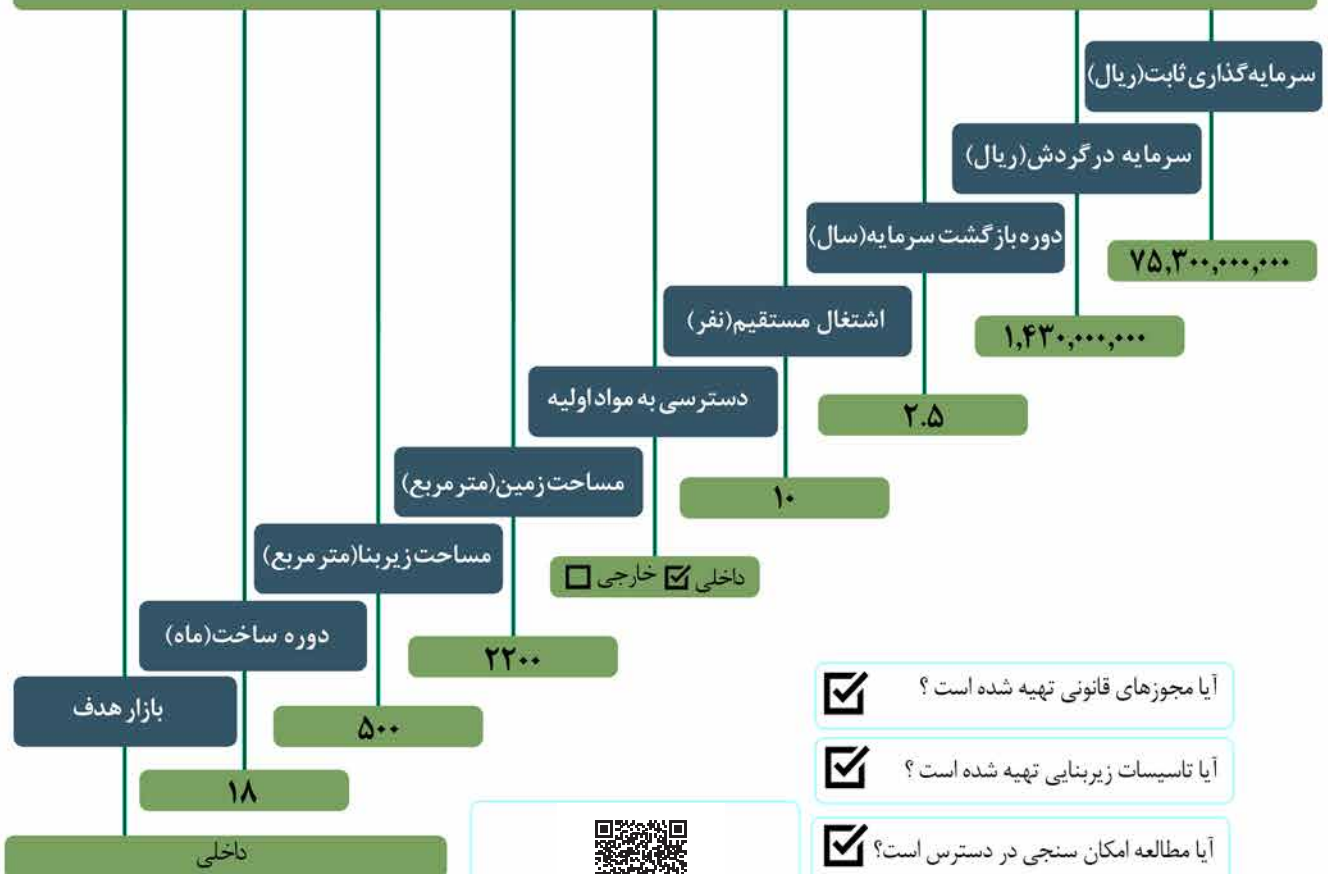 سرمایه‌گذاری ثابت(ریال)
۷۵,۳۰۰,۰۰۰,۰۰۰
سرمایه در گردش(ریال)
۱,۴۳۰,۰۰۰,۰۰۰
دوره بازگشت سرمایه(سال)
۲.۵
اشتغال مستقیم(نفر)
۱۰
دسترسی به مواد اولیه
داخلی ☑ خارجی ☐
مساحت زمین(متر مربع)
۲۲۰۰
مساحت زیربنا(متر مربع)
۵۰۰
دوره ساخت(ماه)
۱۸
بازار هدف
داخلی
آیا مجوزهای قانونی تهیه شده است ؟ ☑
آیا تاسیسات زیربنایی تهیه شده است ؟ ☑
آیا مطالعه امکان سنجی در دسترس است؟ ☑